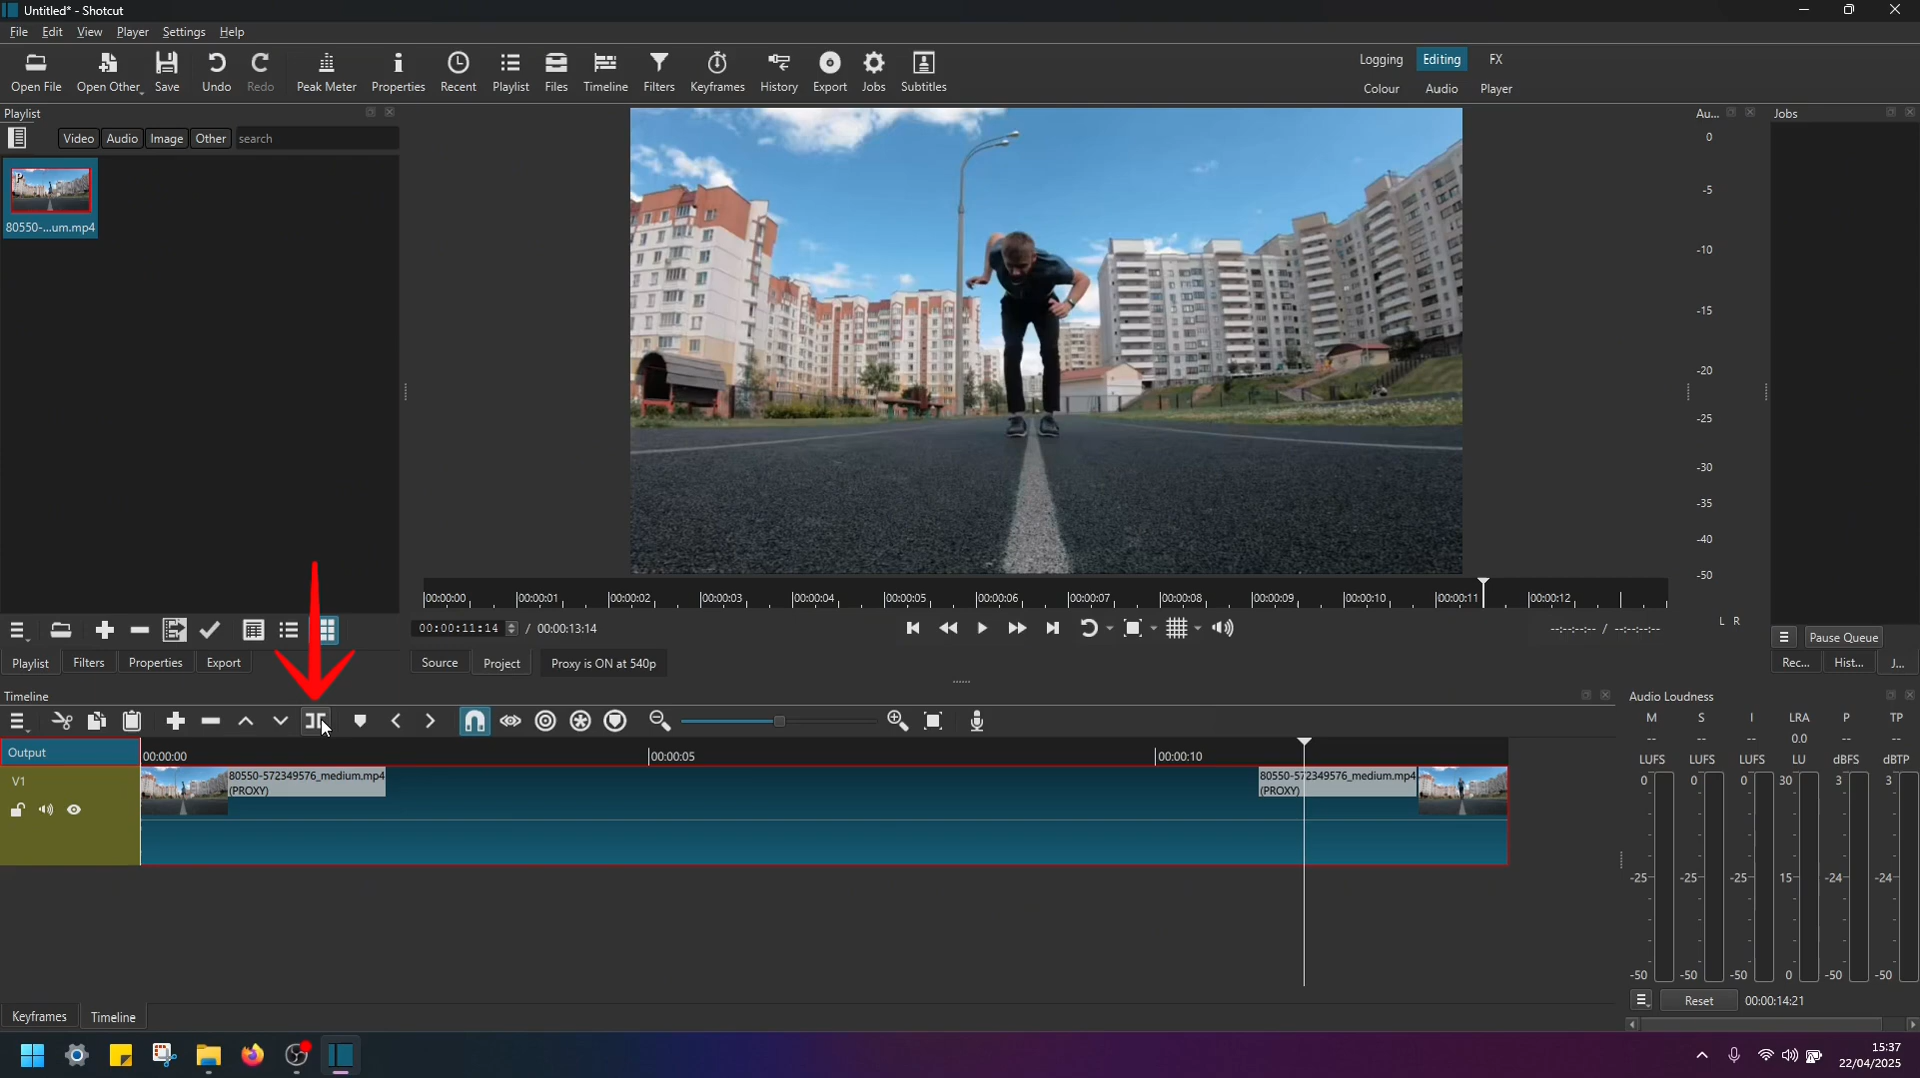 Untitled* - Shotcut
File Edit View Player Settings Help
Open File Open Other Save Undo Redo Peak Meter Properties Recent Playlist Files Timeline Filters Keyframes History Export Jobs Subtitles
Logging Editing FX
Colour Audio Player
Playlist
Video Audio Image Other search
P
80550-...um.mp4
Au...
0
-5
-10
-15
-20
-25
-30
-35
-40
-45
-50
L R
Jobs
00:00:00 00:00:01 00:00:02 00:00:03 00:00:04 00:00:05 00:00:06 00:00:07 00:00:08 00:00:09 00:00:10 00:00:11 00:00:12
00:00:11:14 / 00:00:13:14
--:--:--:-- / --:--:--:--
Pause Queue
Playlist Filters Properties Export
Source Project Proxy is ON at 540p
Rec... Hist... J...
Timeline
Output
00:00:00 00:00:05 00:00:10
V1
80550-572349576_medium.mp4
(PROXY)
80550-572349576_medium.mp4
(PROXY)
Audio Loudness
M S I LRA P TP
-- -- -- 0.0 -- --
LUFS LUFS LUFS LU dBFS dBTP
0 0 0 30 3 3
-25 -25 -25 15 -24 -24
-50 -50 -50 0 -50 -50
Reset 00:00:14:21
Keyframes Timeline
15:37
22/04/2025